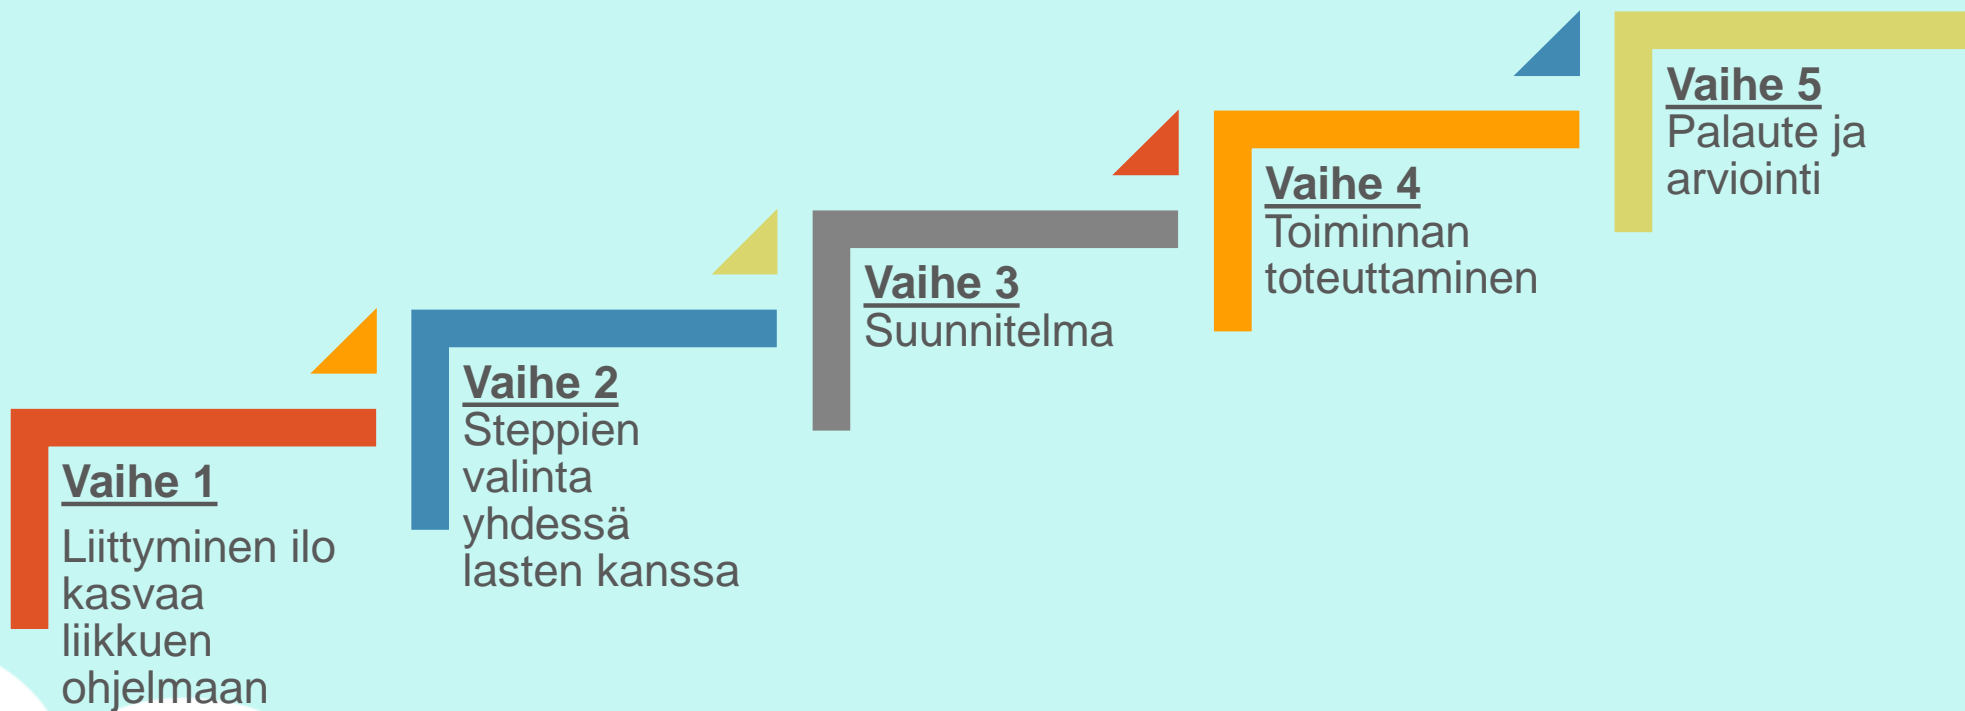 Vaihe 1
Liittyminen ilo
kasvaa
liikkuen
ohjelmaan
Vaihe 2
Steppien
valinta
yhdessä
lasten kanssa
Vaihe 3
Suunnitelma
Vaihe 4
Toiminnan
toteuttaminen
Vaihe 5
Palaute ja
arviointi